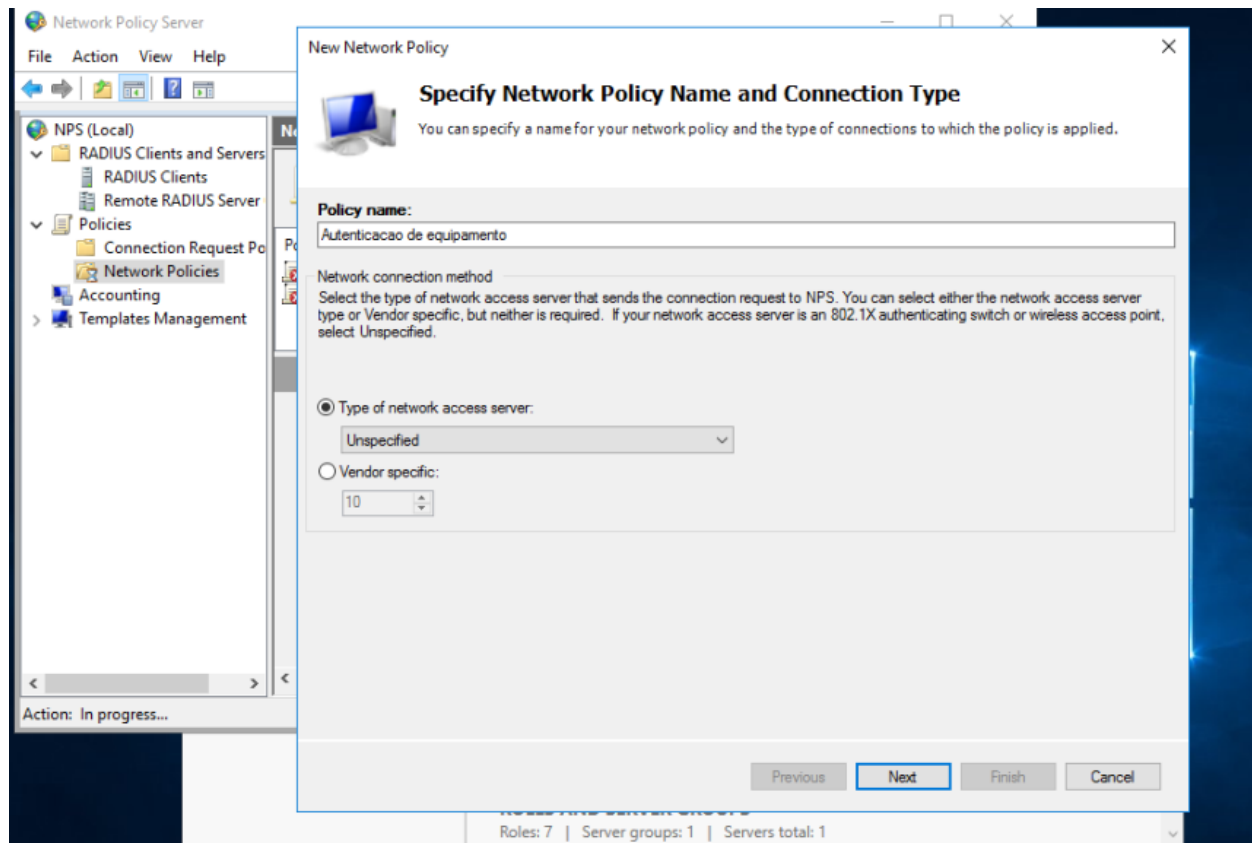 Network Policy Server
File Action View Help
NPS (Local)
RADIUS Clients and Servers
RADIUS Clients
Remote RADIUS Server
Policies
Connection Request Po
Network Policies
Accounting
Templates Management
Action: In progress...
New Network Policy
Specify Network Policy Name and Connection Type
You can specify a name for your network policy and the type of connections to which the policy is applied.
Policy name:
Autenticacao de equipamento
Network connection method
Select the type of network access server that sends the connection request to NPS. You can select either the network access server
type or Vendor specific, but neither is required. If your network access server is an 802.1X authenticating switch or wireless access point,
select Unspecified.
Type of network access server:
Unspecified
Vendor specific:
10
Previous Next Finish Cancel
ROLES AND SERVER GROUPS
Roles: 7 | Server groups: 1 | Servers total: 1